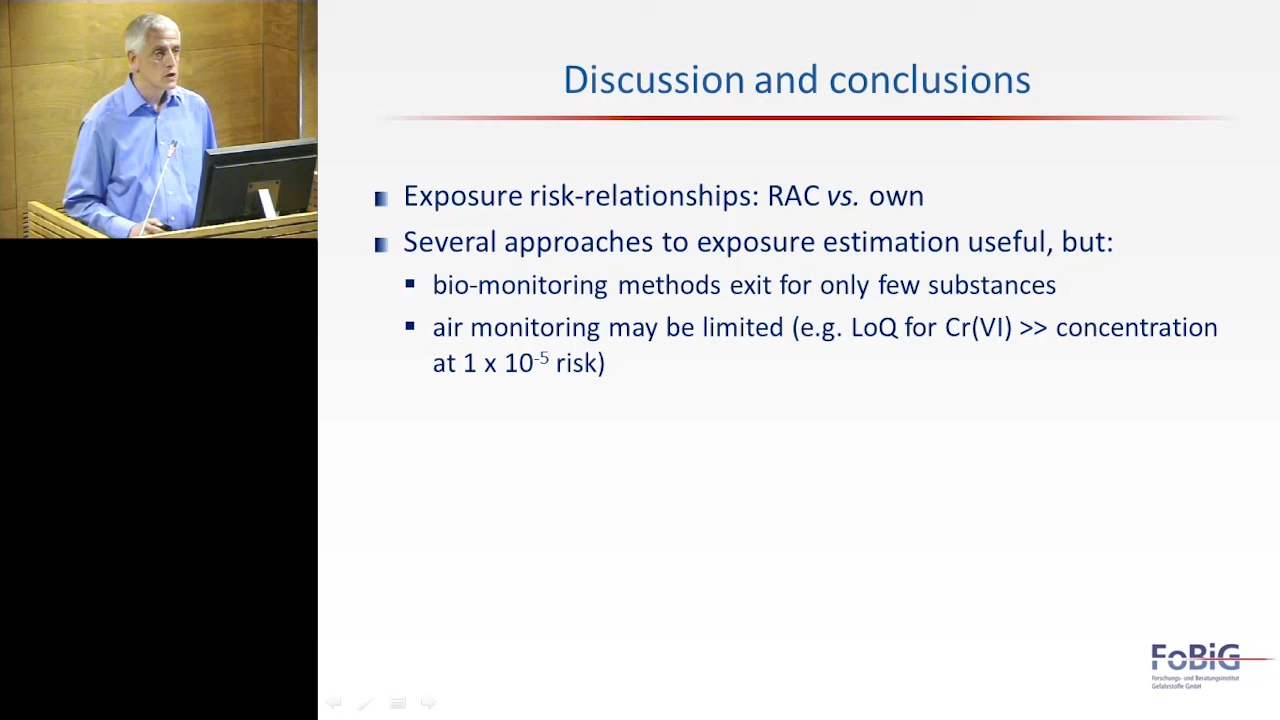 Discussion and conclusions
Exposure risk-relationships: RAC vs. own
Several approaches to exposure estimation useful, but:
bio-monitoring methods exit for only few substances
air monitoring may be limited (e.g. LoQ for Cr(VI) >> concentration
at 1 x 10⁻⁵ risk)
FoBiG
Forschungs- und Beratungsinstitut
Gefahrstoffe GmbH